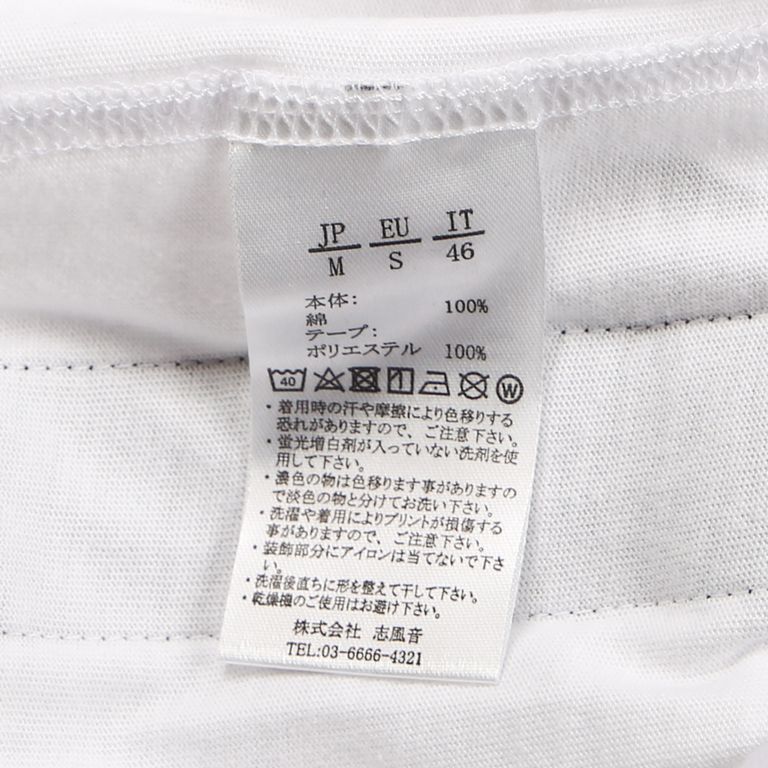 JP EU IT
M S 46
本体: 100%
綿
テープ:
ポリエステル 100%
40 W
・着用時の汗や摩擦により色移りする
恐れがありますので、ご注意下さい。
・蛍光増白剤が入っていない洗剤を使
用して下さい。
・濃色の物は色移ります事がありますの
で淡色の物と分けてお洗い下さい。
・洗濯や着用によりプリントが損傷する
事がありますので、ご注意下さい。
・装飾部分にアイロンは当てないで下さ
い。
・洗濯後直ちに形を整えて干して下さい。
・乾燥機のご使用はお避け下さい。
株式会社 志風音
TEL:03-6666-4321